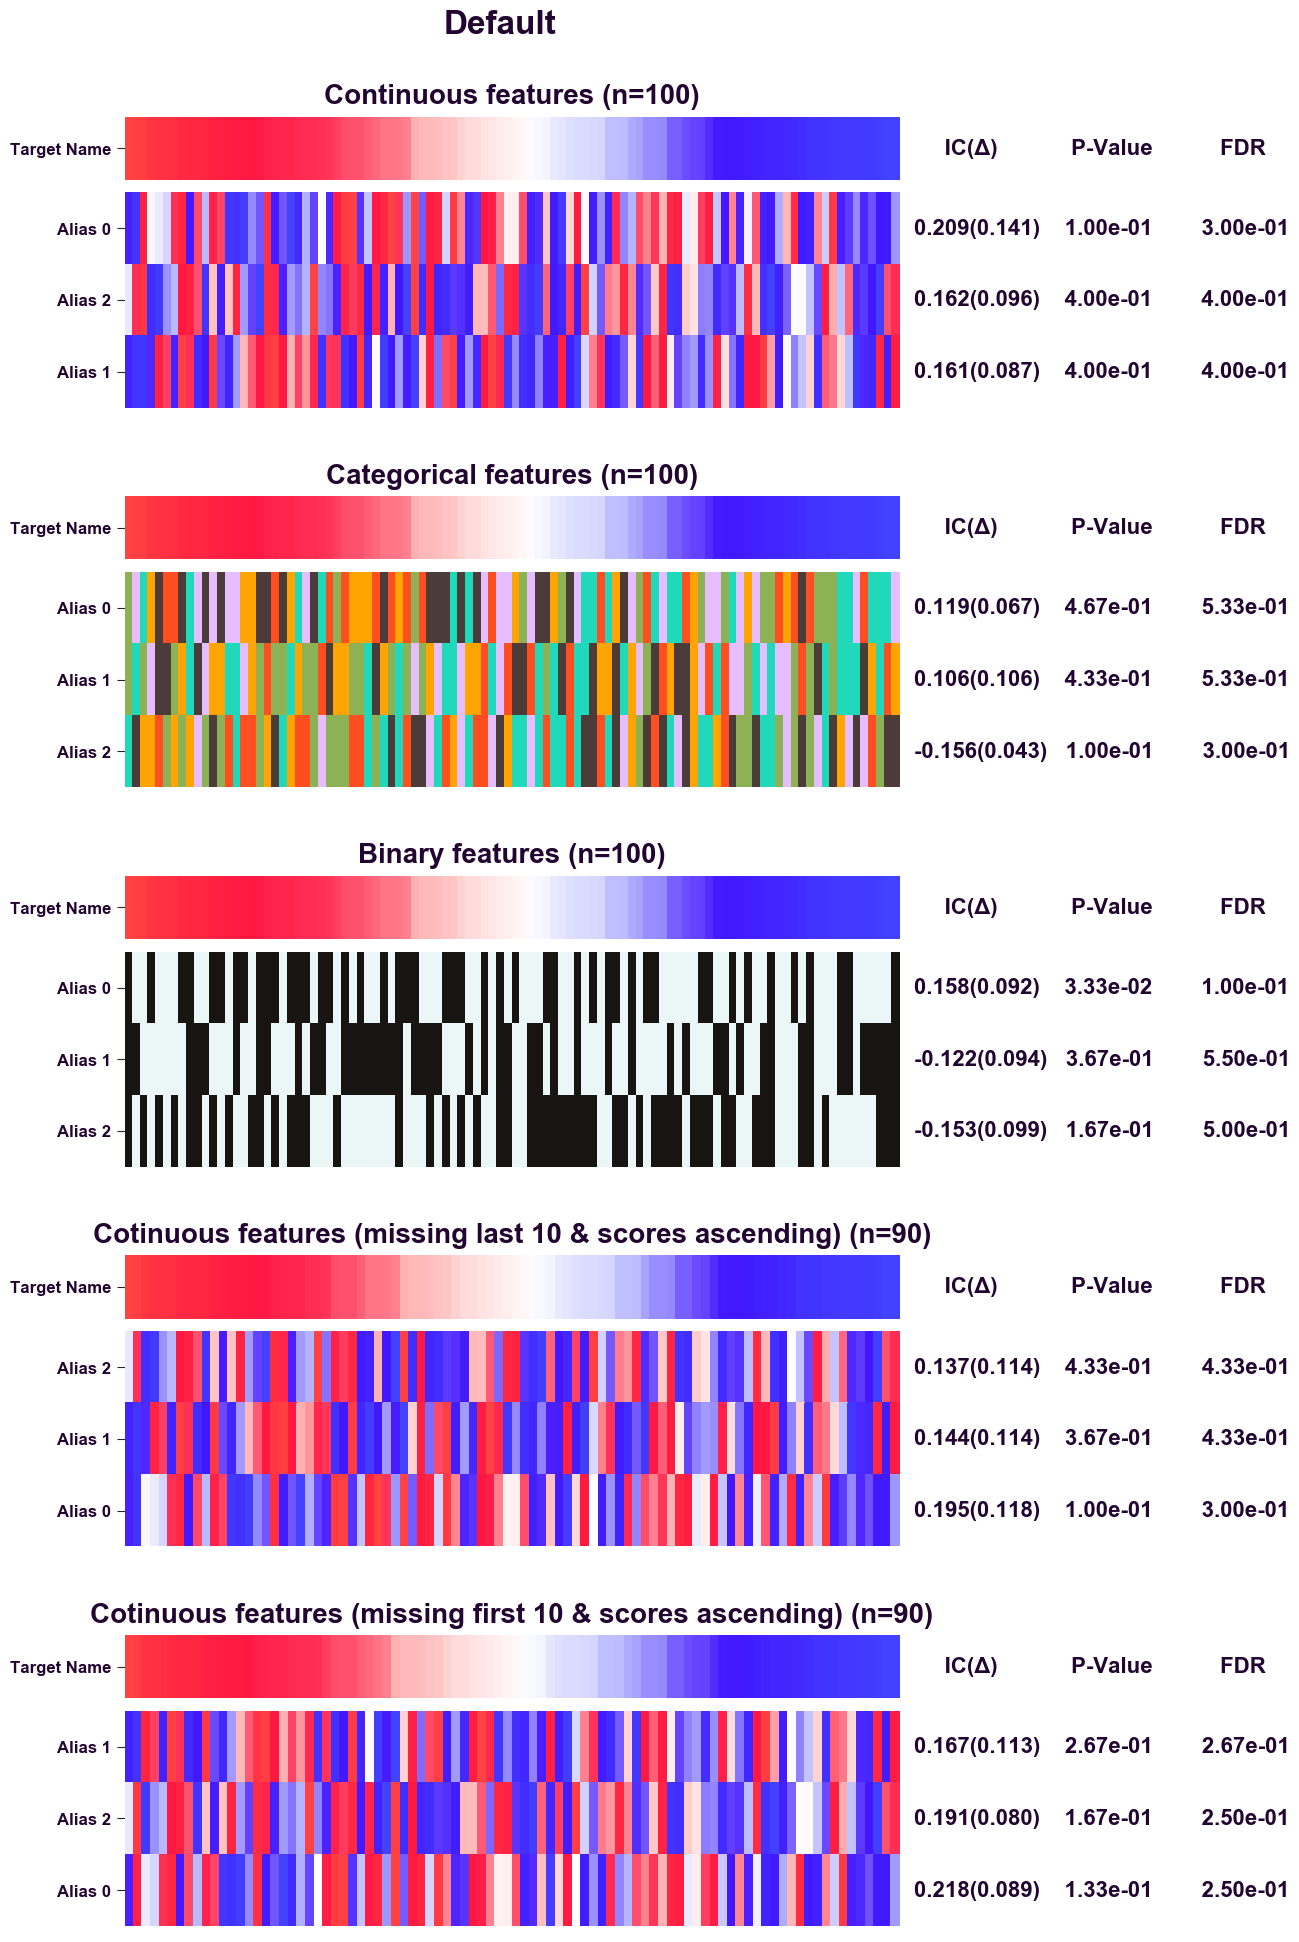 Default
Continuous features (n=100)
Target Name IC(Δ) P-Value FDR
Alias 0 0.209(0.141) 1.00e-01 3.00e-01
Alias 2 0.162(0.096) 4.00e-01 4.00e-01
Alias 1 0.161(0.087) 4.00e-01 4.00e-01
Categorical features (n=100)
Target Name IC(Δ) P-Value FDR
Alias 0 0.119(0.067) 4.67e-01 5.33e-01
Alias 1 0.106(0.106) 4.33e-01 5.33e-01
Alias 2 -0.156(0.043) 1.00e-01 3.00e-01
Binary features (n=100)
Target Name IC(Δ) P-Value FDR
Alias 0 0.158(0.092) 3.33e-02 1.00e-01
Alias 1 -0.122(0.094) 3.67e-01 5.50e-01
Alias 2 -0.153(0.099) 1.67e-01 5.00e-01
Cotinuous features (missing last 10 & scores ascending) (n=90)
Target Name IC(Δ) P-Value FDR
Alias 2 0.137(0.114) 4.33e-01 4.33e-01
Alias 1 0.144(0.114) 3.67e-01 4.33e-01
Alias 0 0.195(0.118) 1.00e-01 3.00e-01
Cotinuous features (missing first 10 & scores ascending) (n=90)
Target Name IC(Δ) P-Value FDR
Alias 1 0.167(0.113) 2.67e-01 2.67e-01
Alias 2 0.191(0.080) 1.67e-01 2.50e-01
Alias 0 0.218(0.089) 1.33e-01 2.50e-01